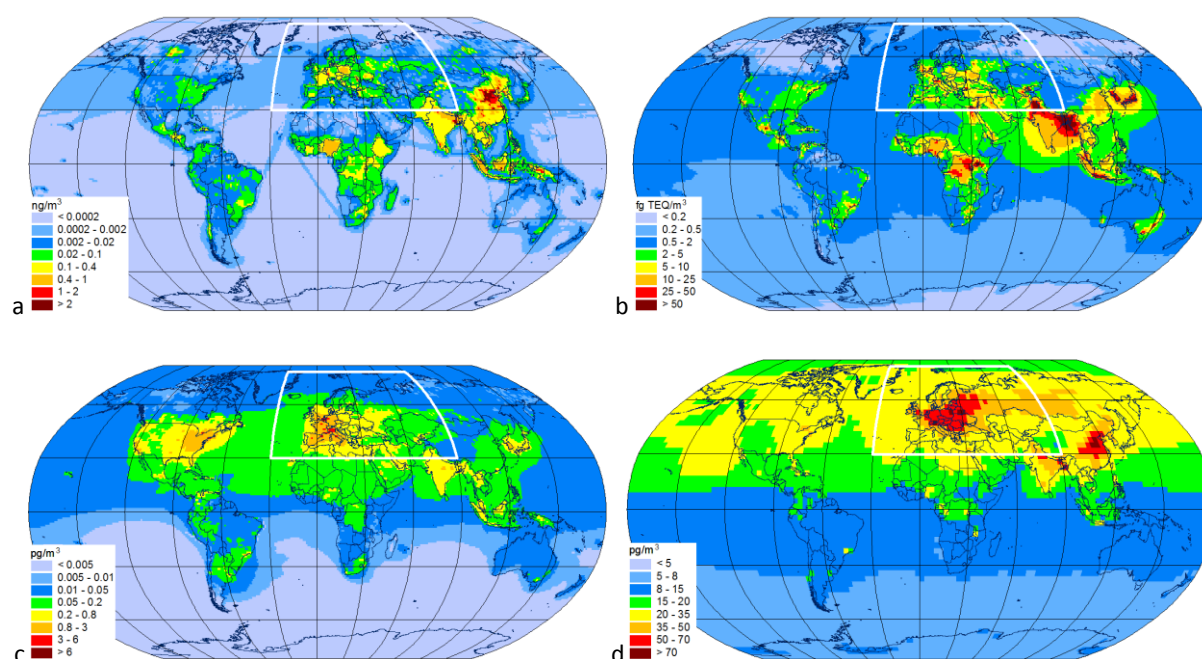 ng/m³
< 0.0002
0.0002 - 0.002
0.002 - 0.02
0.02 - 0.1
0.1 - 0.4
0.4 - 1
1 - 2
> 2
a
fg TEQ/m³
< 0.2
0.2 - 0.5
0.5 - 2
2 - 5
5 - 10
10 - 25
25 - 50
> 50
b
pg/m³
< 0.005
0.005 - 0.01
0.01 - 0.05
0.05 - 0.2
0.2 - 0.8
0.8 - 3
3 - 6
> 6
c
pg/m³
< 5
5 - 8
8 - 15
15 - 20
20 - 35
35 - 50
50 - 70
> 70
d